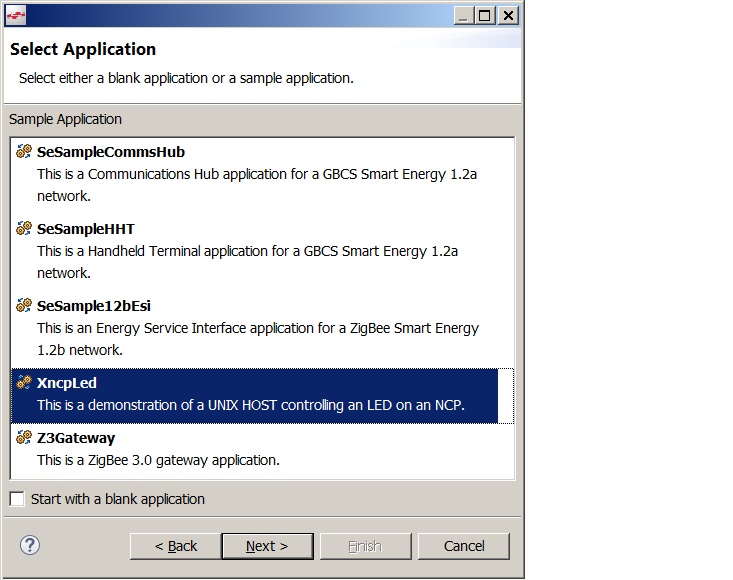 Select Application
Select either a blank application or a sample application.
Sample Application
SeSampleCommsHub
This is a Communications Hub application for a GBCS Smart Energy 1.2a
network.
SeSampleHHT
This is a Handheld Terminal application for a GBCS Smart Energy 1.2a
network.
SeSample12bEsi
This is an Energy Service Interface application for a ZigBee Smart Energy
1.2b network.
XncpLed
This is a demonstration of a UNIX HOST controlling an LED on an NCP.
Z3Gateway
This is a ZigBee 3.0 gateway application.
Start with a blank application
?
< Back
Next >
Finish
Cancel